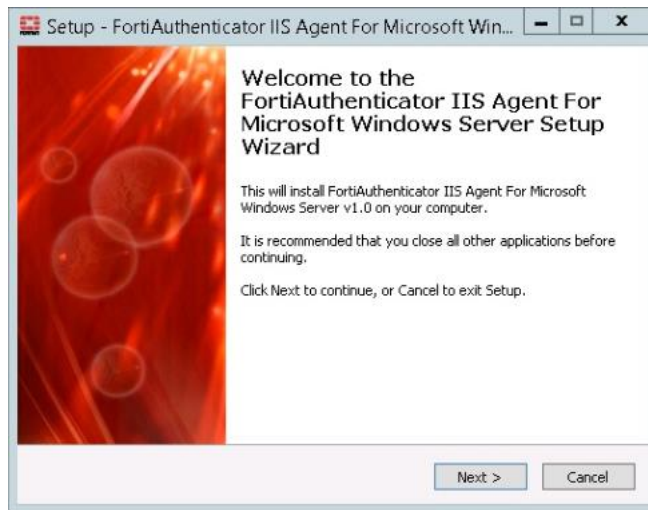 Setup - FortiAuthenticator IIS Agent For Microsoft Win...
Welcome to the
FortiAuthenticator IIS Agent For
Microsoft Windows Server Setup
Wizard
This will install FortiAuthenticator IIS Agent For Microsoft
Windows Server v1.0 on your computer.
It is recommended that you close all other applications before
continuing.
Click Next to continue, or Cancel to exit Setup.
Next >
Cancel